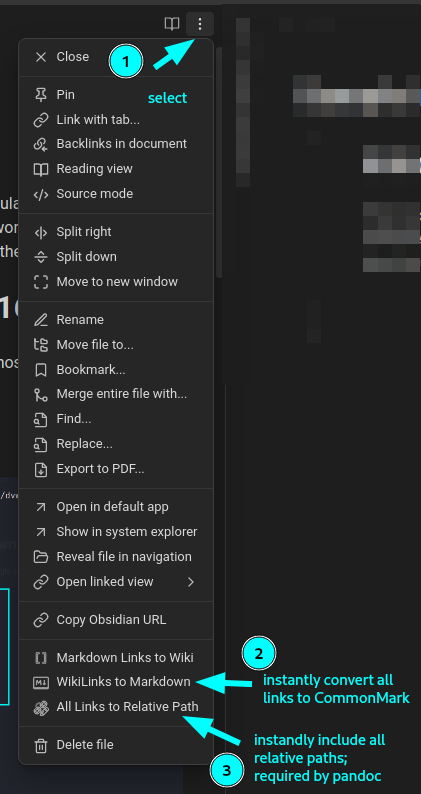 Close
1
Pin
select
Link with tab...
Backlinks in document
Reading view
Source mode
ula
wor
the
Split right
Split down
Move to new window
Rename
Move file to...
Bookmark...
nos
Merge entire file with...
Find...
Replace...
Export to PDF...
Open in default app
Show in system explorer
Reveal file in navigation
Open linked view
Copy Obsidian URL
2
Markdown Links to Wiki
WikiLinks to Markdown
instantly convert all
links to CommonMark
All Links to Relative Path
instandly include all
relative paths;
required by pandoc
3
Delete file